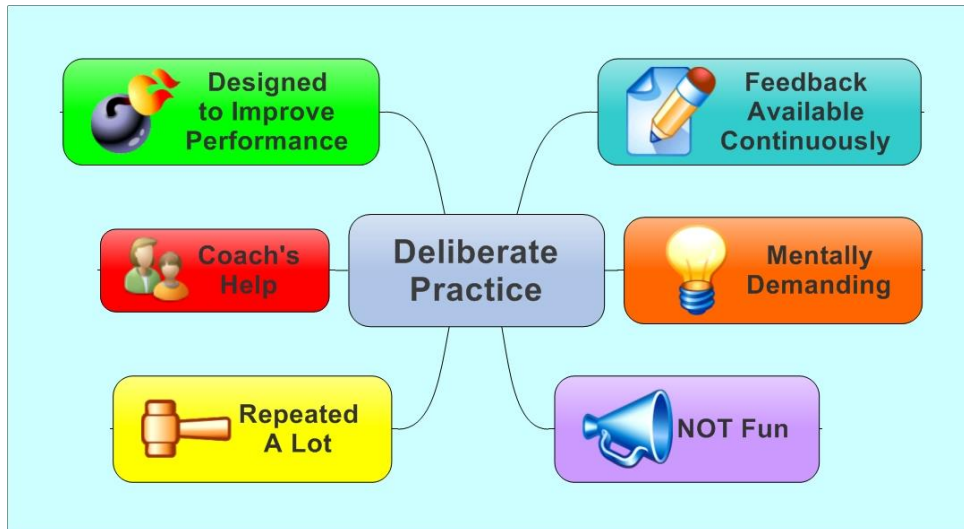 Designed
to Improve
Performance
Feedback
Available
Continuously
Coach's
Help
Deliberate
Practice
Mentally
Demanding
Repeated
A Lot
NOT Fun